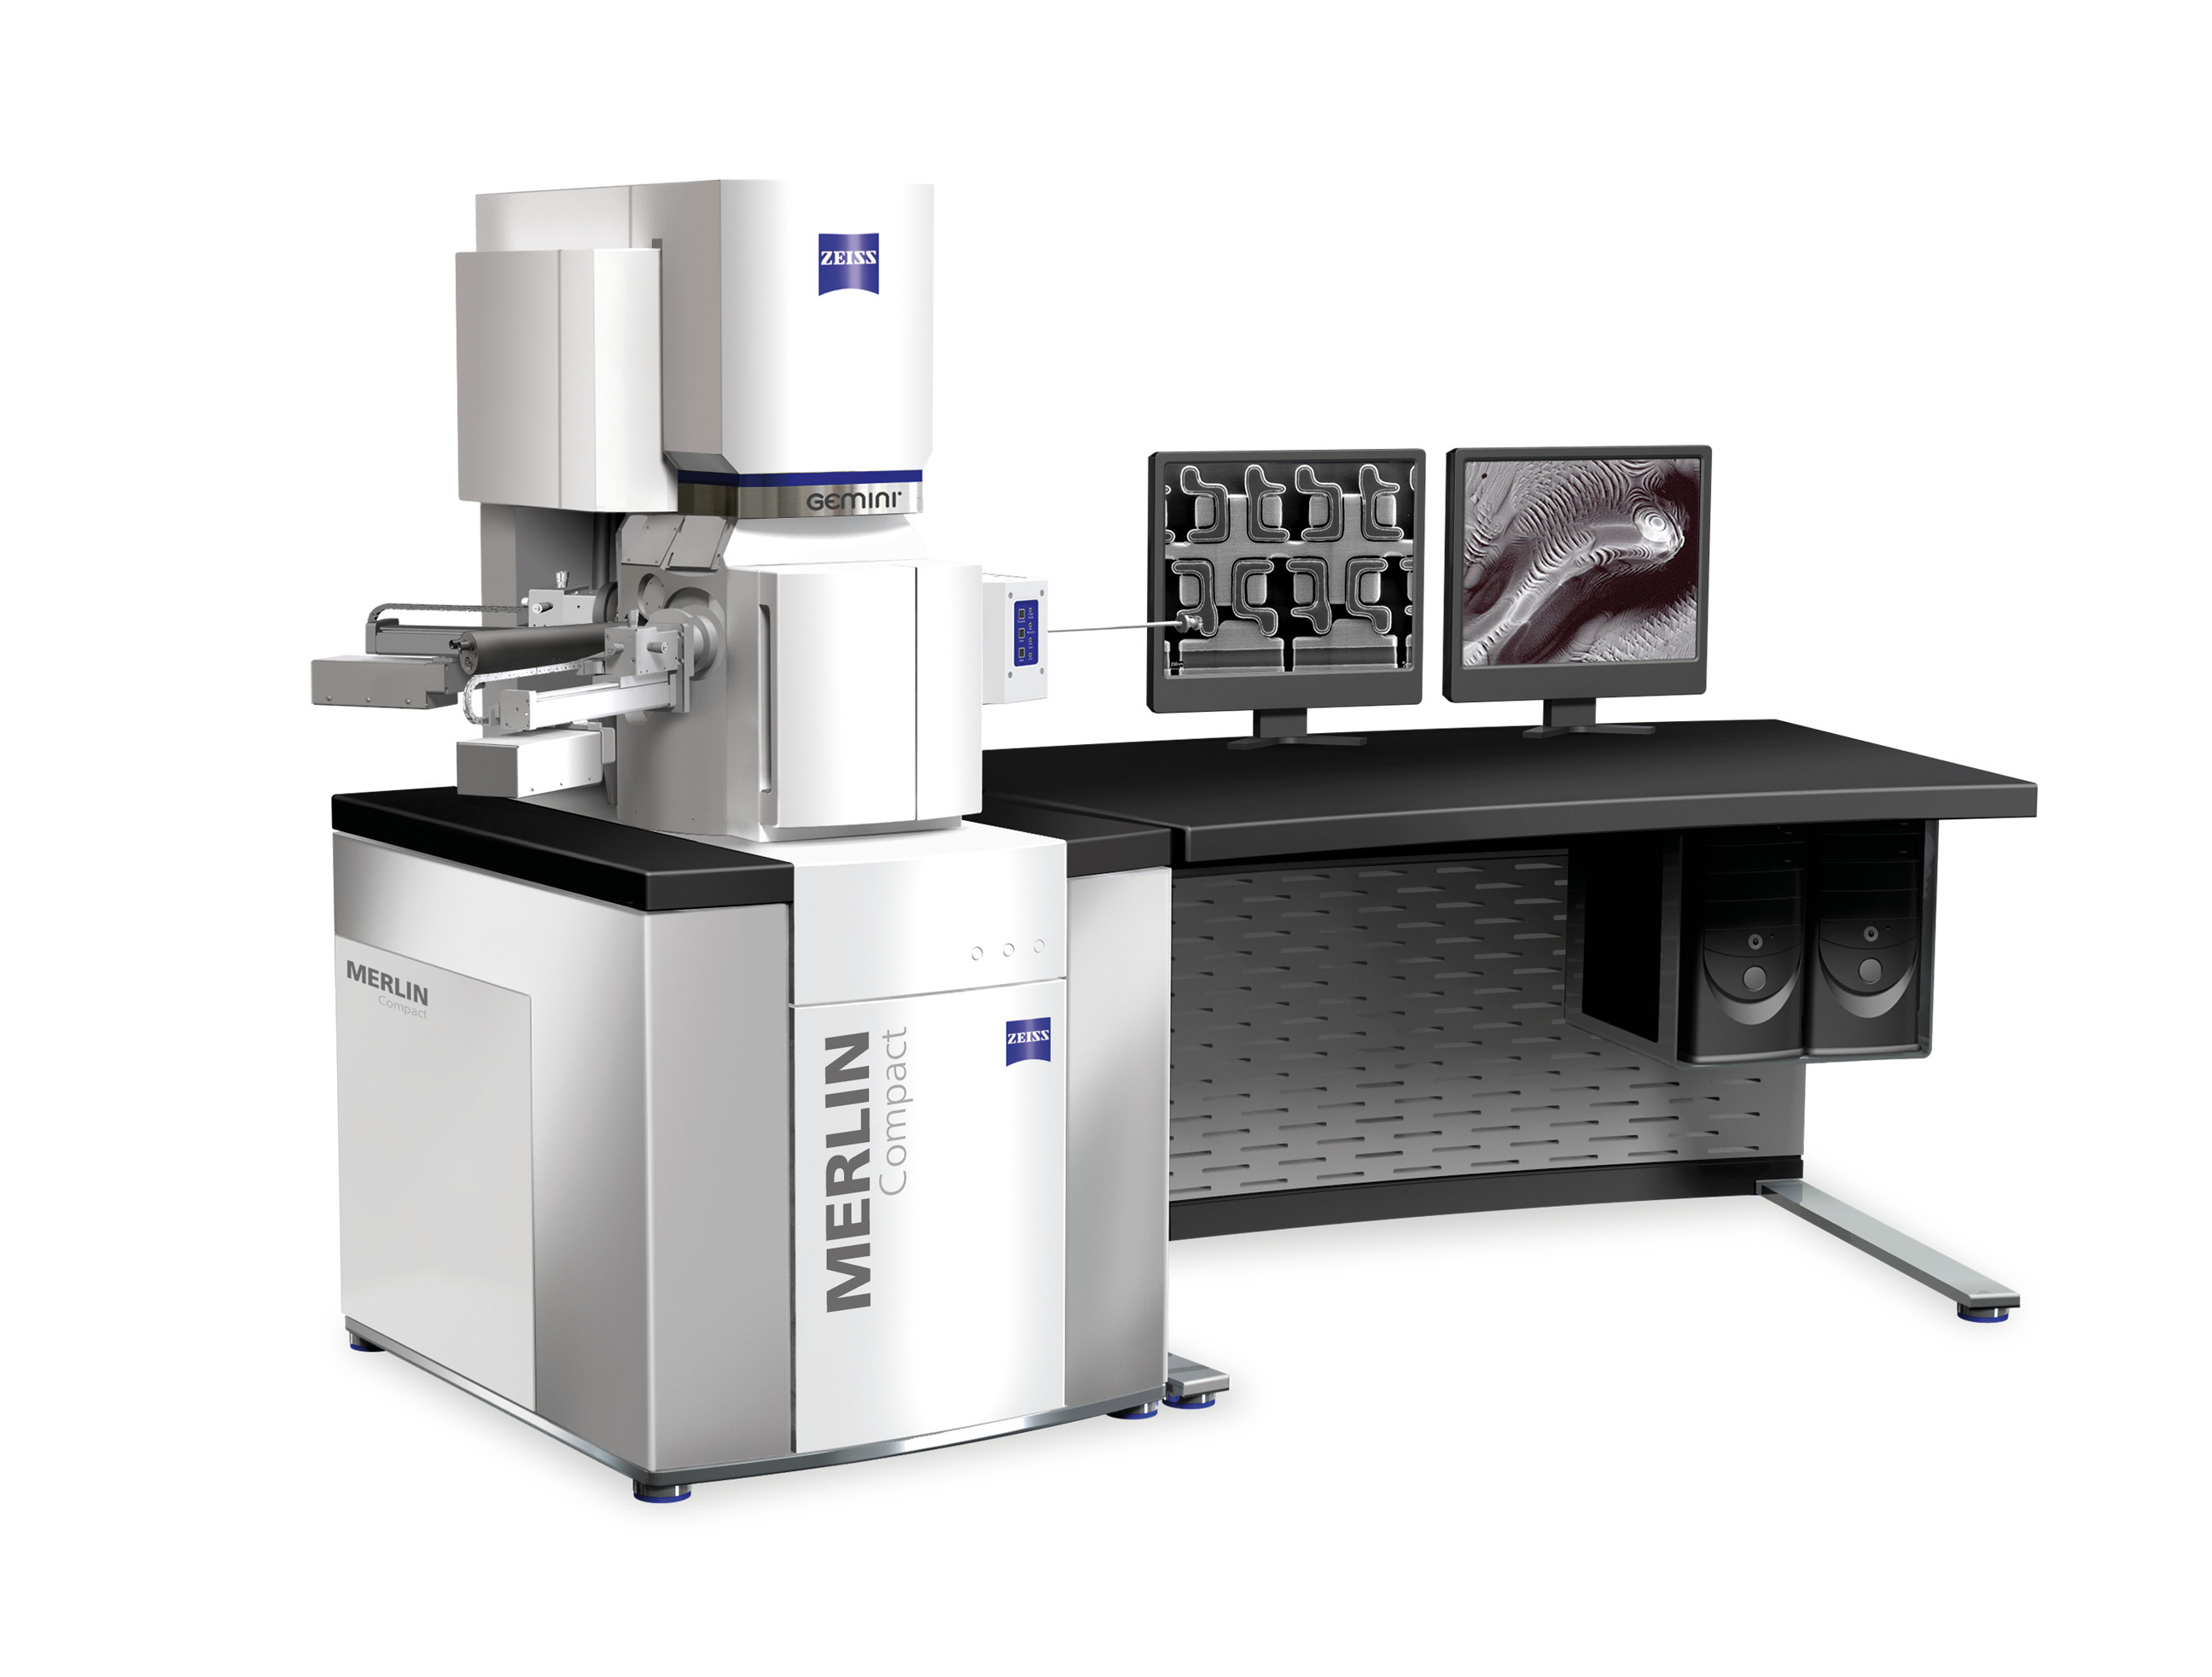 ZEISS
GEMINI
MERLIN
Compact
ZEISS
MERLIN
Compact